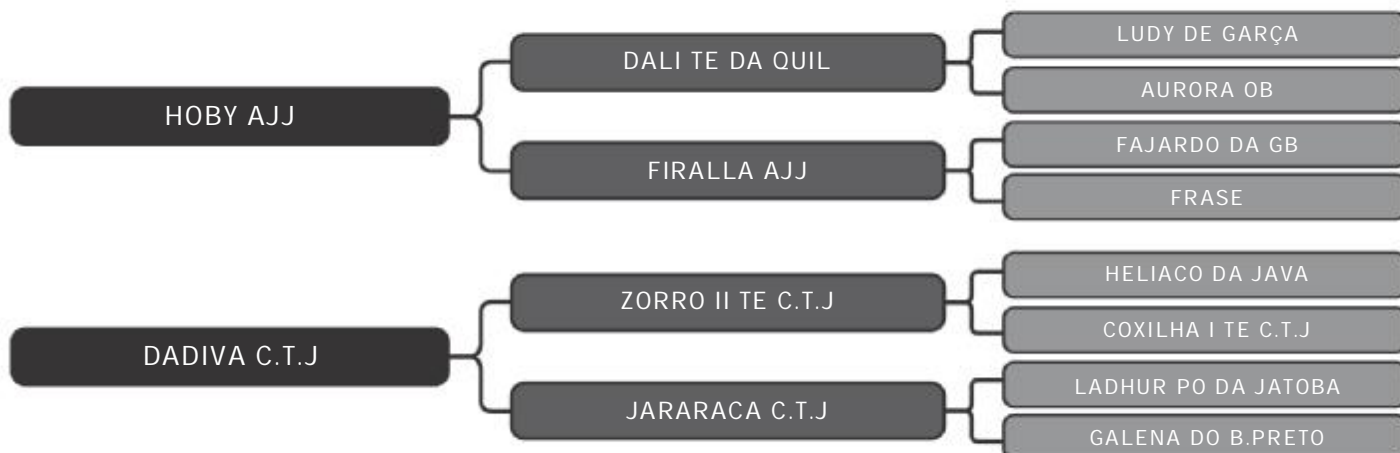 HOBY AJJ
DALI TE DA QUIL
LUDY DE GARÇA
AURORA OB
FIRALLA AJJ
FAJARDO DA GB
FRASE
DADIVA C.T.J
ZORRO II TE C.T.J
HELIACO DA JAVA
COXILHA I TE C.T.J
JARARACA C.T.J
LADHUR PO DA JATOBA
GALENA DO B.PRETO